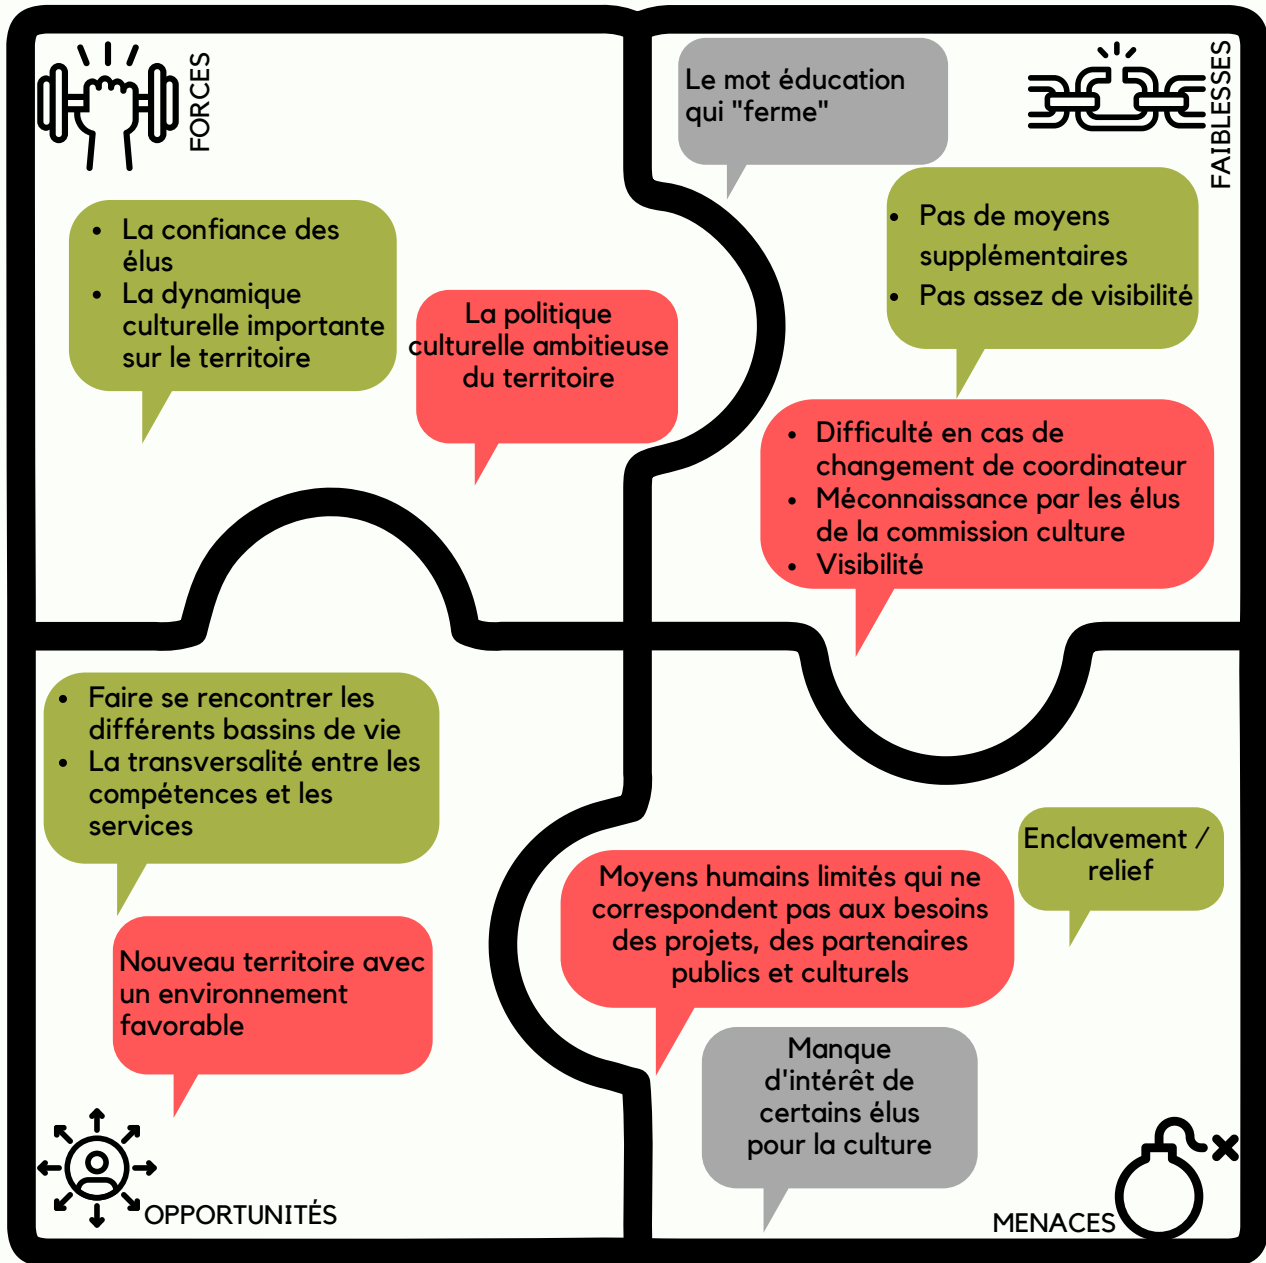 FORCES
• La confiance des
élus
• La dynamique
culturelle importante
sur le territoire
La politique
culturelle ambitieuse
du territoire
FAIBLESSES
Le mot éducation
qui "ferme"
• Pas de moyens
supplémentaires
• Pas assez de visibilité
• Difficulté en cas de
changement de coordinateur
• Méconnaissance par les élus
de la commission culture
• Visibilité
• Faire se rencontrer les
différents bassins de vie
• La transversalité entre les
compétences et les
services
Nouveau territoire avec
un environnement
favorable
OPPORTUNITÉS
Enclavement /
relief
Moyens humains limités qui ne
correspondent pas aux besoins
des projets, des partenaires
publics et culturels
Manque
d'intérêt de
certains élus
pour la culture
MENACES